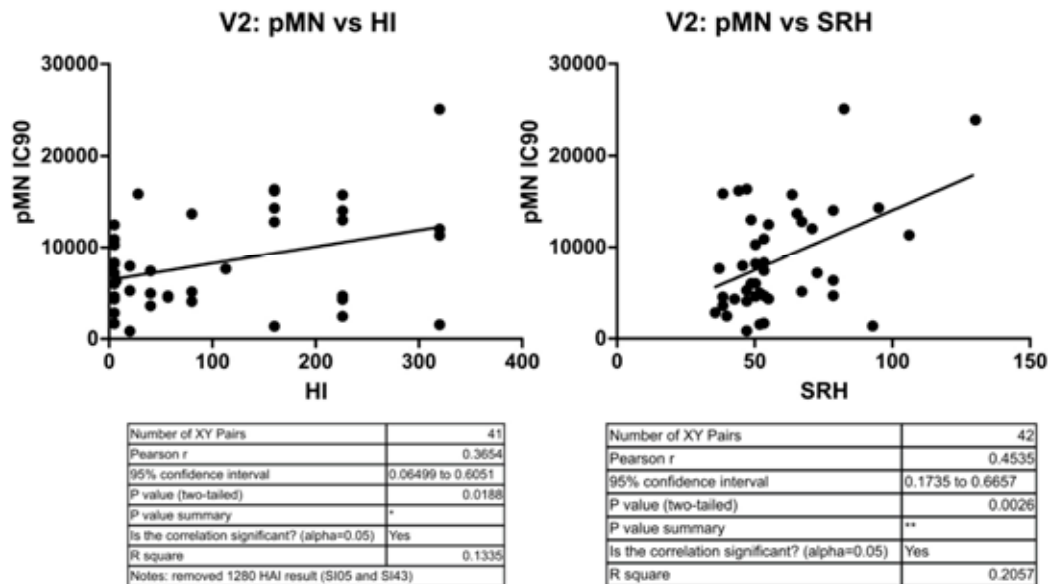 V2: pMN vs HI
pMN IC90
30000
20000
10000
0
0 100 200 300 400
HI
Number of XY Pairs 41
Pearson r 0.3654
95% confidence interval 0.06499 to 0.6051
P value (two-tailed) 0.0188
P value summary *
Is the correlation significant? (alpha=0.05) Yes
R square 0.1335
Notes: removed 1280 HAI result (SI05 and SI43)
V2: pMN vs SRH
pMN IC90
30000
20000
10000
0
0 50 100 150
SRH
Number of XY Pairs 42
Pearson r 0.4535
95% confidence interval 0.1735 to 0.6657
P value (two-tailed) 0.0026
P value summary **
Is the correlation significant? (alpha=0.05) Yes
R square 0.2057